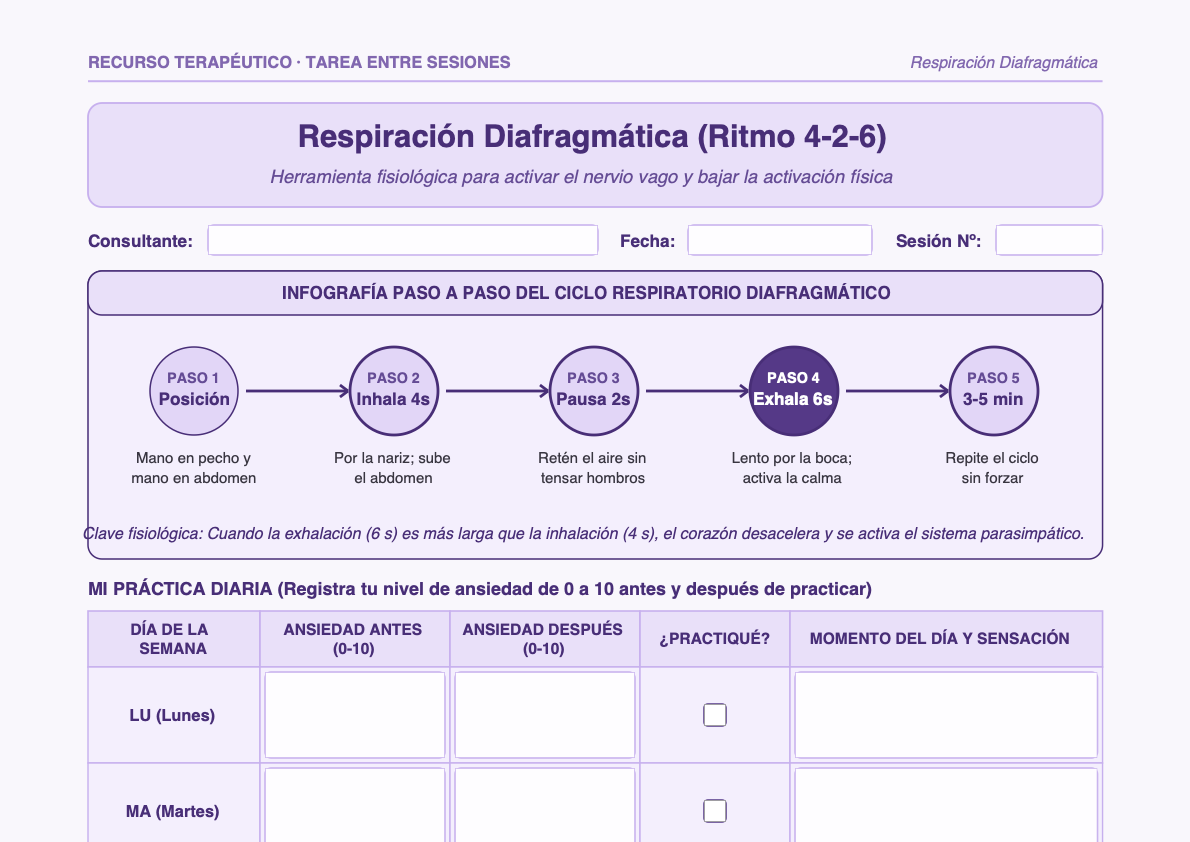 RECURSO TERAPÉUTICO · TAREA ENTRE SESIONES
Respiración Diafragmática
Respiración Diafragmática (Ritmo 4-2-6)
Herramienta fisiológica para activar el nervio vago y bajar la activación física
Consultante:
Fecha:
Sesión Nº:
INFOGRAFÍA PASO A PASO DEL CICLO RESPIRATORIO DIAFRAGMÁTICO
PASO 1
Posición
Mano en pecho y
mano en abdomen
PASO 2
Inhala 4s
Por la nariz; sube
el abdomen
PASO 3
Pausa 2s
Retén el aire sin
tensar hombros
PASO 4
Exhala 6s
Lento por la boca;
activa la calma
PASO 5
3-5 min
Repite el ciclo
sin forzar
Clave fisiológica: Cuando la exhalación (6 s) es más larga que la inhalación (4 s), el corazón desacelera y se activa el sistema parasimpático.
MI PRÁCTICA DIARIA (Registra tu nivel de ansiedad de 0 a 10 antes y después de practicar)
DÍA DE LA
SEMANA
ANSIEDAD ANTES
(0-10)
ANSIEDAD DESPUÉS
(0-10)
¿PRACTIQUÉ?
MOMENTO DEL DÍA Y SENSACIÓN
LU (Lunes)
MA (Martes)